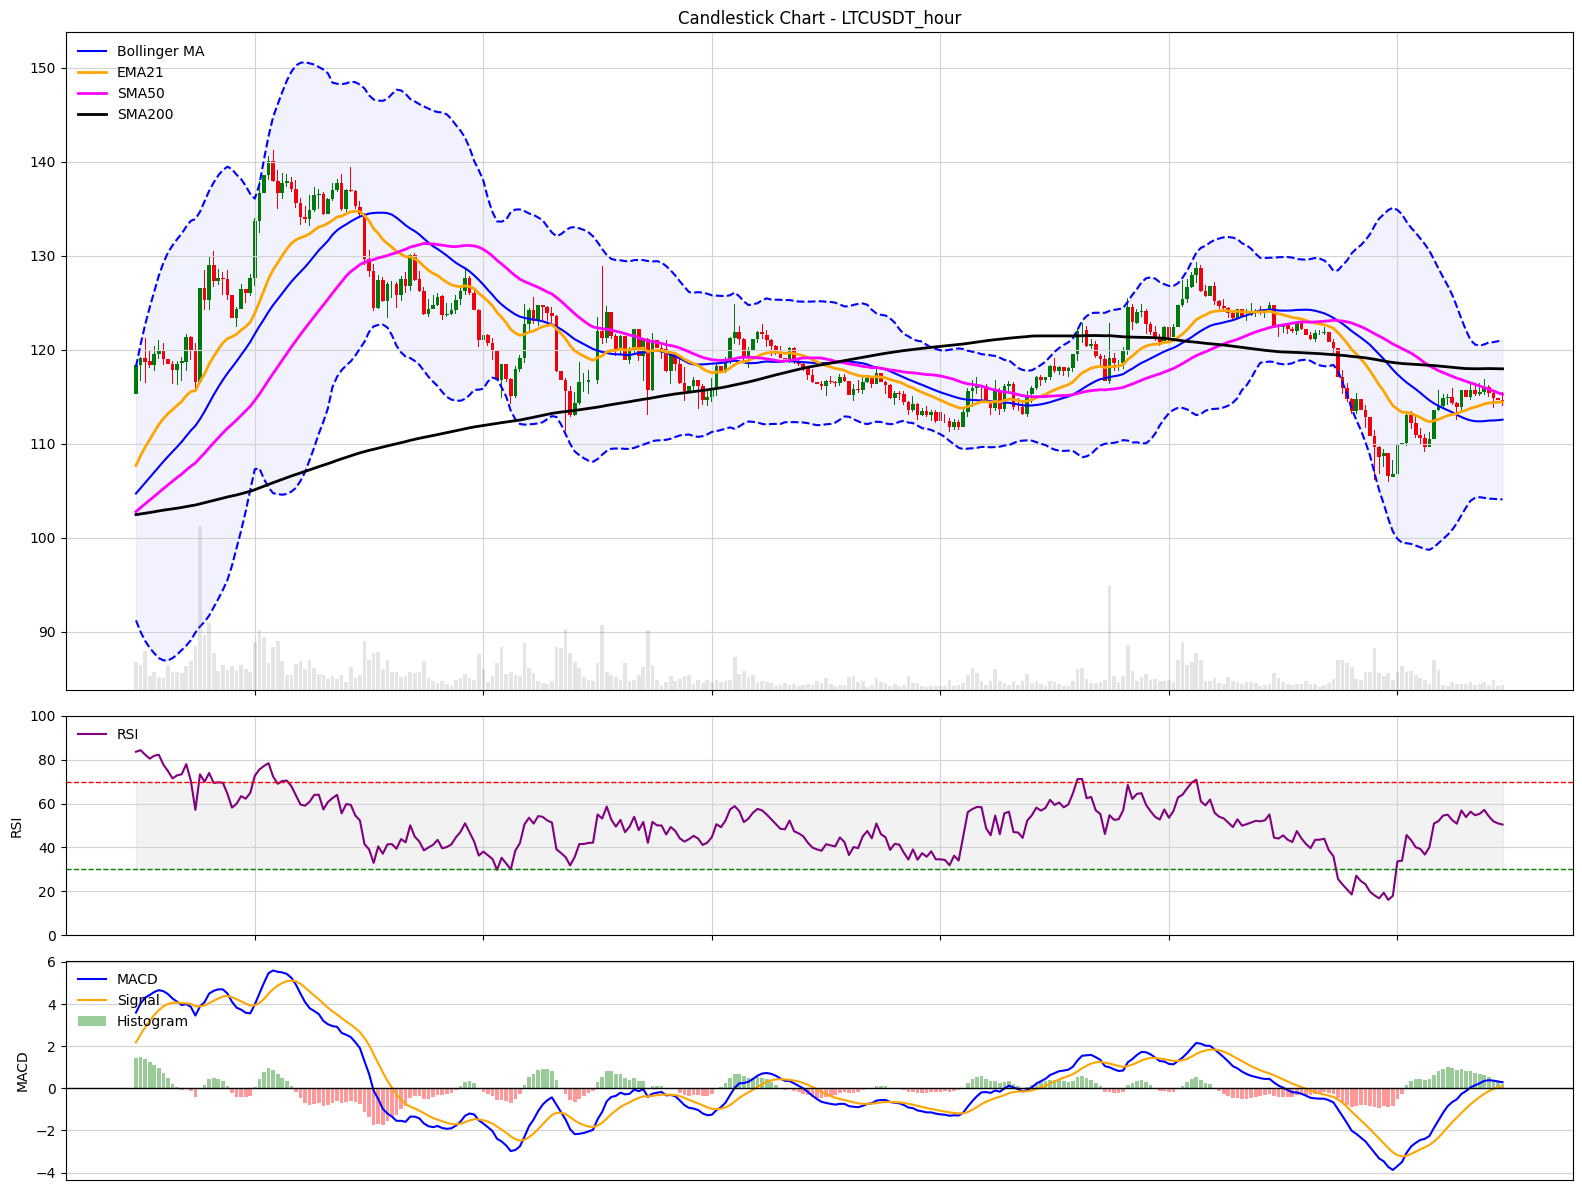 Candlestick Chart - LTCUSDT_hour
Bollinger MA
EMA21
SMA50
SMA200
150
140
130
120
110
100
90
RSI
100
80
60
40
20
0
RSI
MACD
Signal
Histogram
6
4
2
0
−2
−4
MACD